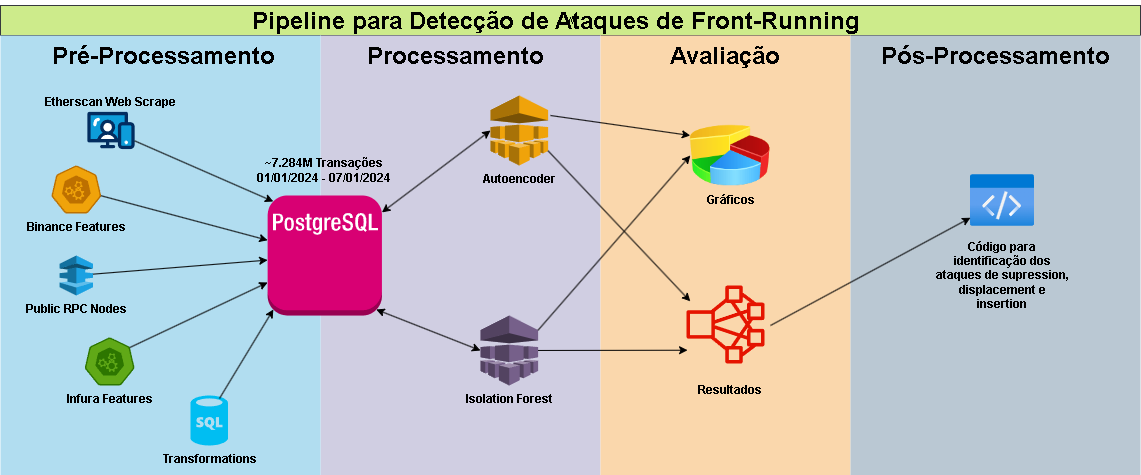 Pipeline para Detecção de Ataques de Front-Running
Pré-Processamento
Processamento
Avaliação
Pós-Processamento
Etherscan Web Scrape
Binance Features
Public RPC Nodes
Infura Features
SQL
Transformations
~7.284M Transações
01/01/2024 - 07/01/2024
PostgreSQL
Autoencoder
Isolation Forest
Gráficos
Resultados
</>
Código para
identificação dos
ataques de supression,
displacement e
insertion